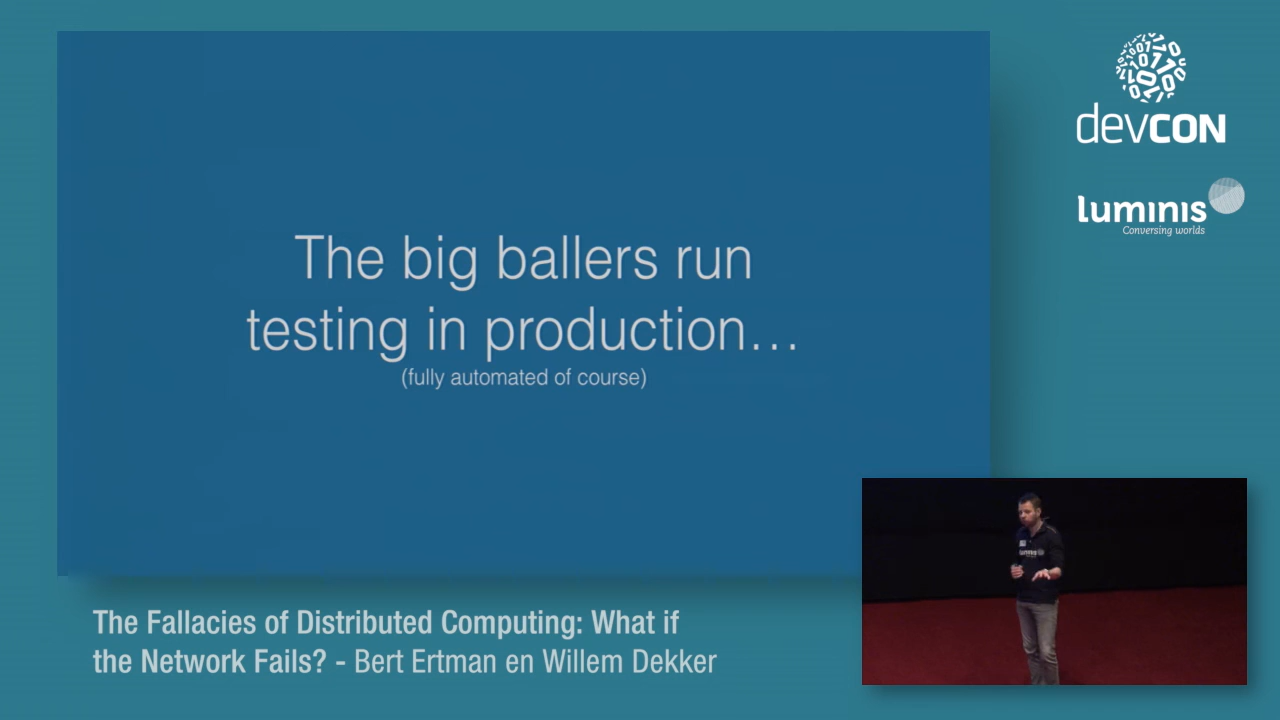 The big ballers run
testing in production…
(fully automated of course)
devCON
luminis
Conversing worlds
The Fallacies of Distributed Computing: What if
the Network Fails? - Bert Ertman en Willem Dekker